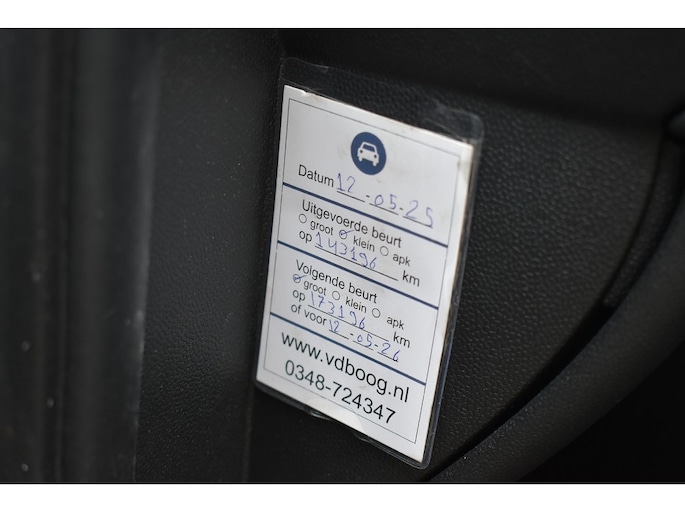 Datum 12-05-25
Uitgevoerde beurt
groot klein apk
op 143196 km
Volgende beurt
groot klein apk
op 173196 km
of voor 12-05-26
www.vdboog.nl
0348-724347